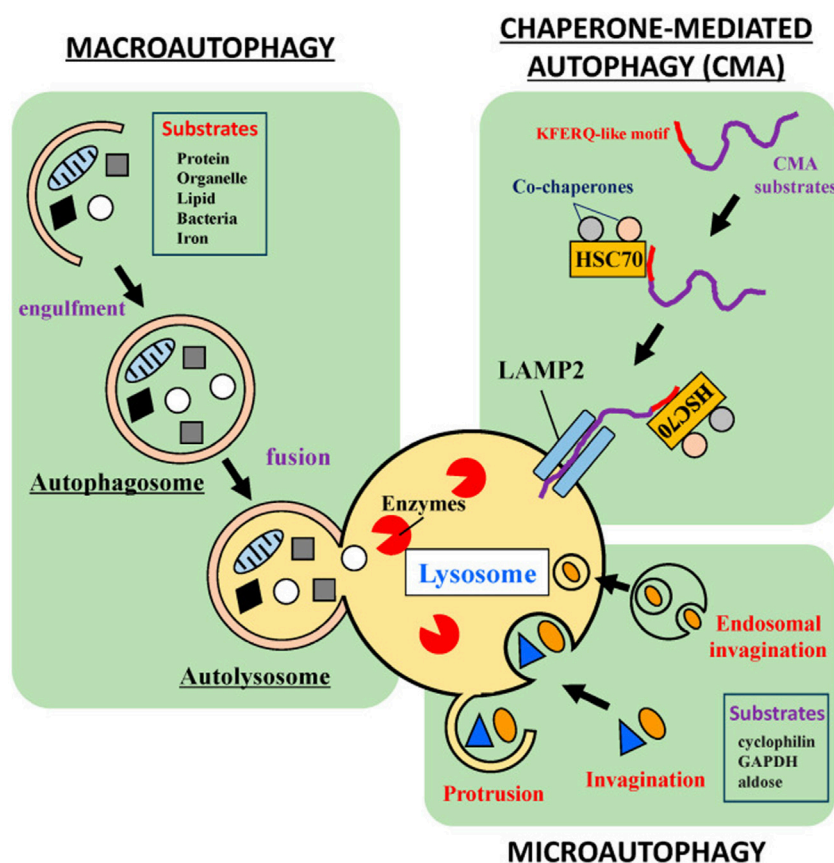 MACROAUTOPHAGY
Substrates
Protein
Organelle
Lipid
Bacteria
Iron
engulfment
Autophagosome
fusion
Autolysosome
CHAPERONE-MEDIATED
AUTOPHAGY (CMA)
KFERQ-like motif
CMA
substrates
Co-chaperones
HSC70
LAMP2
HSC70
Enzymes
Lysosome
Endosomal
invagination
Substrates
cyclophilin
GAPDH
aldose
Invagination
Protrusion
MICROAUTOPHAGY